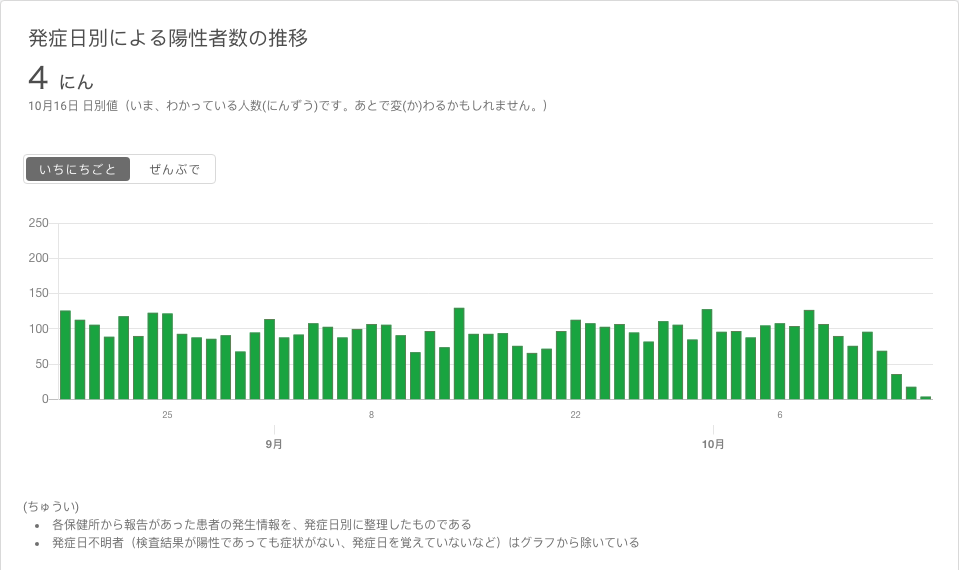 発症日別による陽性者数の推移
4 にん
10月16日 日別値（いま、わかっている人数(にんずう)です。あとで変(か)わるかもしれません。）
いちにちごと ぜんぶで
250
200
150
100
50
0
25 8 22 6
9月 10月
(ちゅうい)
• 各保健所から報告があった患者の発生情報を、発症日別に整理したものである
• 発症日不明者（検査結果が陽性であっても症状がない、発症日を覚えていないなど）はグラフから除いている